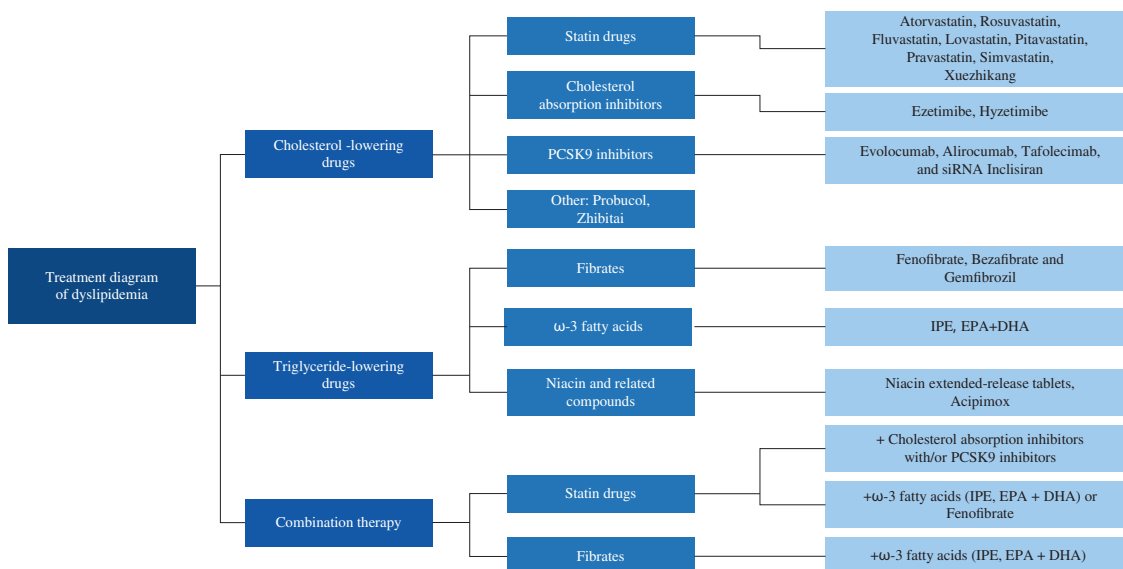 Treatment diagram
of dyslipidemia
Cholesterol -lowering
drugs
Statin drugs
Atorvastatin, Rosuvastatin,
Fluvastatin, Lovastatin, Pitavastatin,
Pravastatin, Simvastatin,
Xuezhikang
Cholesterol
absorption inhibitors
Ezetimibe, Hyzetimibe
PCSK9 inhibitors
Evolocumab, Alirocumab, Tafolecimab,
and siRNA Inclisiran
Other: Probucol,
Zhibitai
Triglyceride-lowering
drugs
Fibrates
Fenofibrate, Bezafibrate and
Gemfibrozil
ω-3 fatty acids
IPE, EPA+DHA
Niacin and related
compounds
Niacin extended-release tablets,
Acipimox
Combination therapy
Statin drugs
+ Cholesterol absorption inhibitors
with/or PCSK9 inhibitors
+ω-3 fatty acids (IPE, EPA + DHA) or
Fenofibrate
Fibrates
+ω-3 fatty acids (IPE, EPA + DHA)